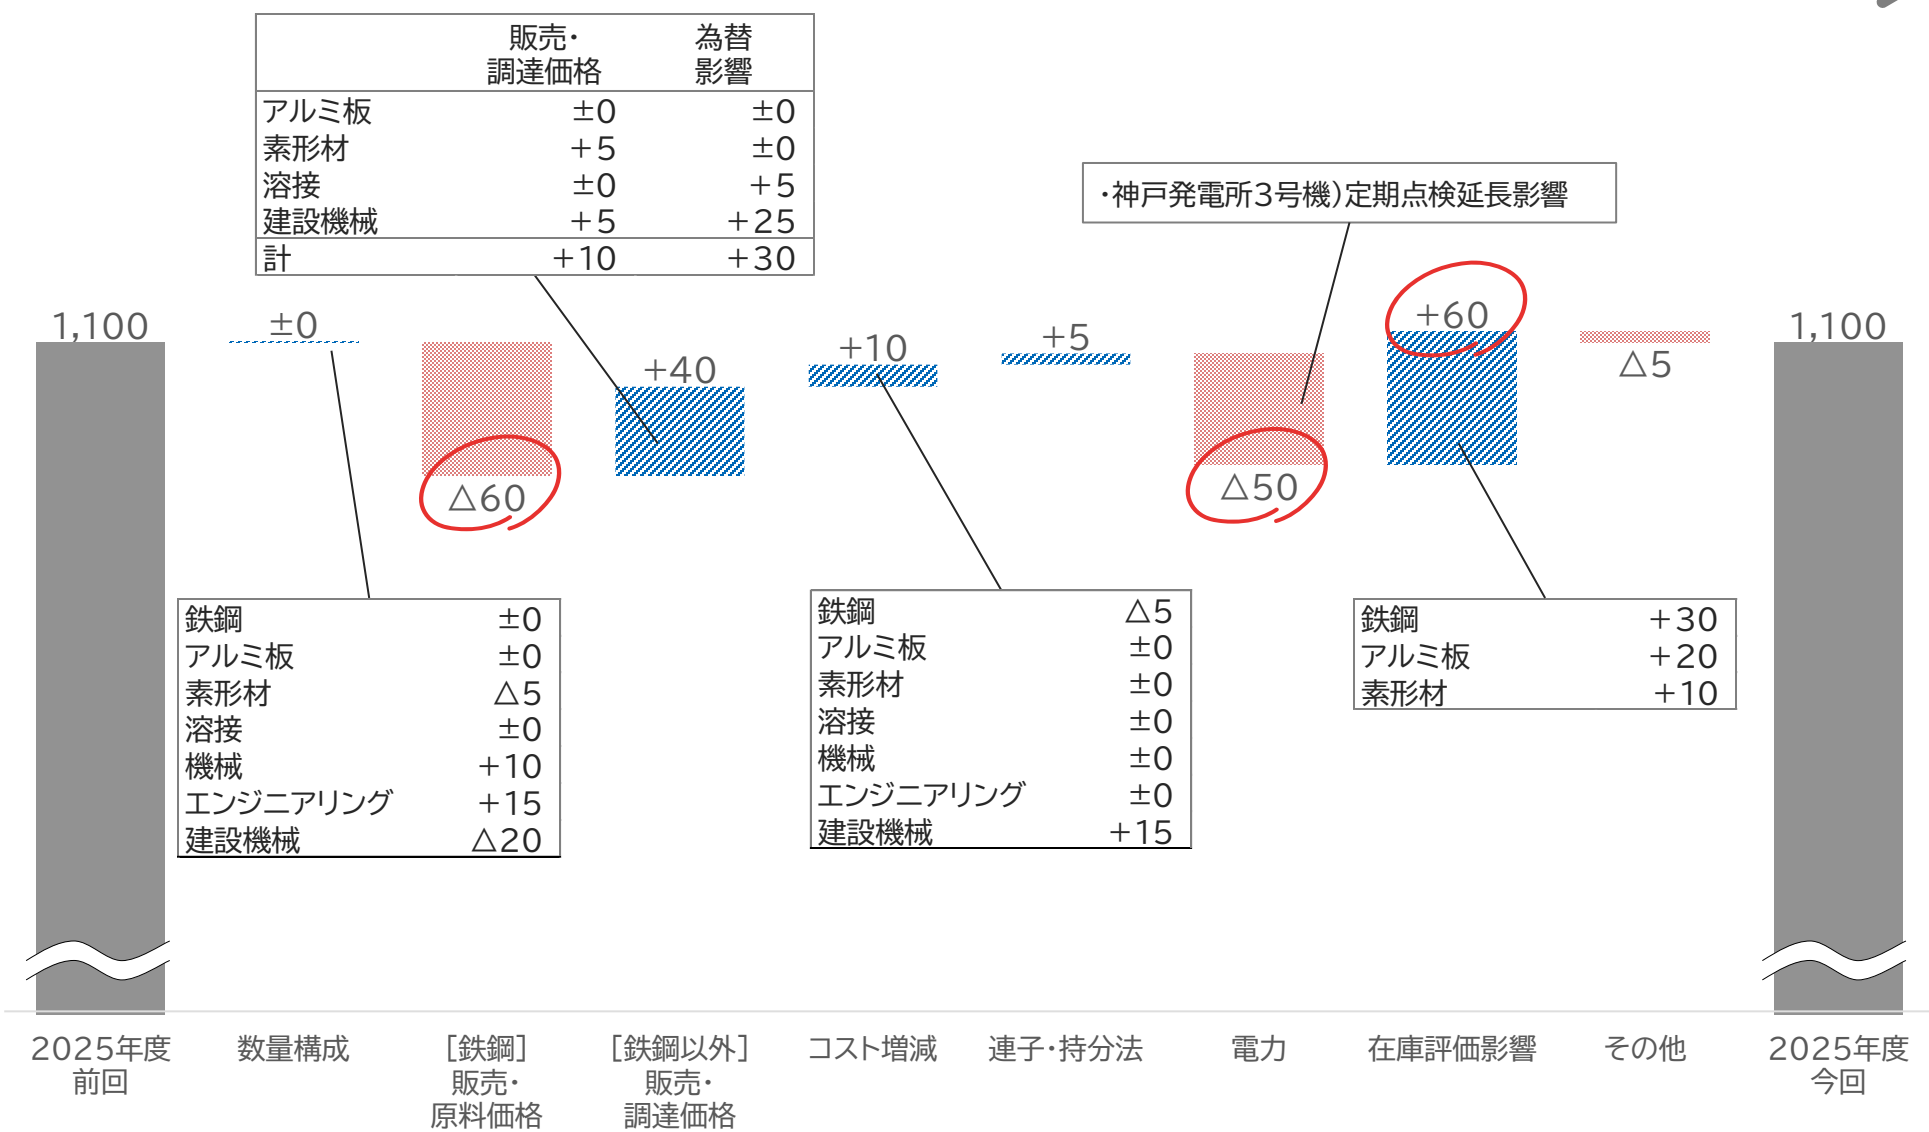 販売・ 為替
調達価格 影響
アルミ板 ±0 ±0
素形材 +5 ±0
溶接 ±0 +5
建設機械 +5 +25
計 +10 +30
・神戸発電所3号機)定期点検延長影響
1,100
±0
△60
+40
+10
+5
△50
+60
△5
1,100
鉄鋼 ±0
アルミ板 ±0
素形材 △5
溶接 ±0
機械 +10
エンジニアリング +15
建設機械 △20
鉄鋼 △5
アルミ板 ±0
素形材 ±0
溶接 ±0
機械 ±0
エンジニアリング ±0
建設機械 +15
鉄鋼 +30
アルミ板 +20
素形材 +10
2025年度
前回
数量構成
[鉄鋼]
販売・
原料価格
[鉄鋼以外]
販売・
調達価格
コスト増減
連子・持分法
電力
在庫評価影響
その他
2025年度
今回